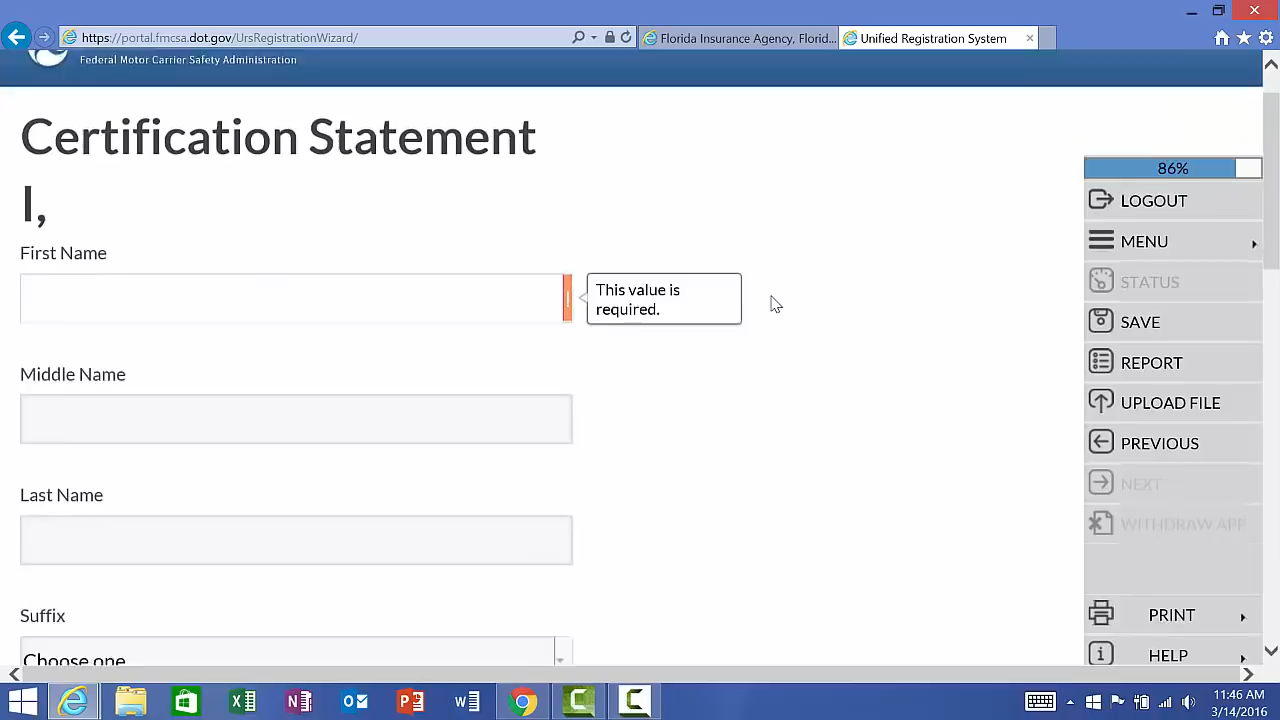 https://portal.fmcsa.dot.gov/UrsRegistrationWizard/
Florida Insurance Agency, Florid...
Unified Registration System
Federal Motor Carrier Safety Administration
Certification Statement
I,
First Name
This value is
required.
Middle Name
Last Name
Suffix
Choose one
86%
LOGOUT
MENU
STATUS
SAVE
REPORT
UPLOAD FILE
PREVIOUS
NEXT
WITHDRAW APP
PRINT
HELP
11:46 AM
3/14/2016